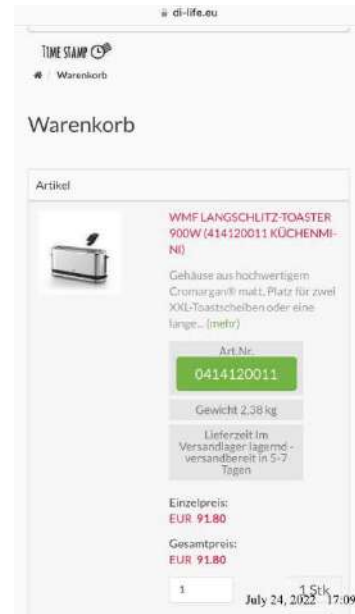 di-life.eu
TIME STAMP
Warenkorb
Warenkorb
Artikel
WMF LANGSCHLITZ-TOASTER
900W (414120011 KÜCHENMI-
NI)
Gehäuse aus hochwertigem
Cromargan® matt. Platz für zwei
XXL-Toastscheiben oder eine
lange... (mehr)
Art.Nr.
0414120011
Gewicht 2,38 kg
Lieferzeit Im
Versandlager lagernd -
versandbereit in 5-7
Tagen
Einzelpreis:
EUR 91.80
Gesamtpreis:
EUR 91.80
1
1 Stk
July 24, 2022 17:09